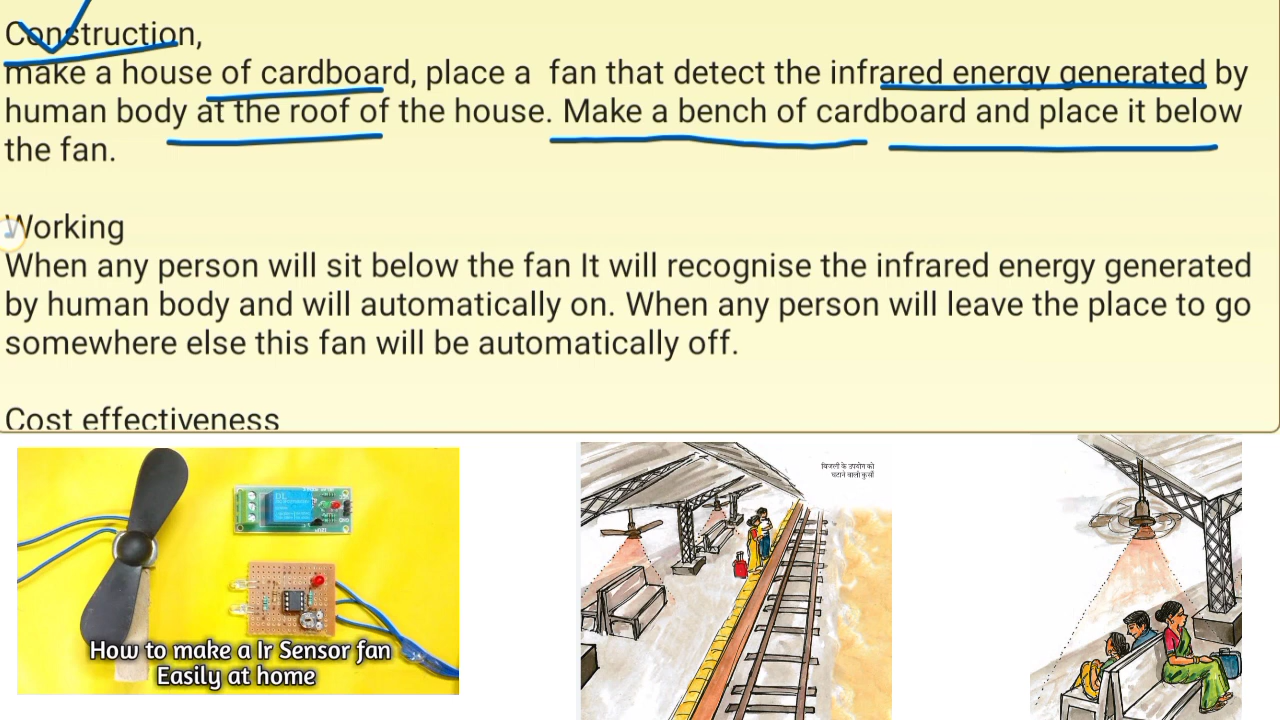 Construction,
make a house of cardboard, place a fan that detect the infrared energy generated by
human body at the roof of the house. Make a bench of cardboard and place it below
the fan.
Working
When any person will sit below the fan It will recognise the infrared energy generated
by human body and will automatically on. When any person will leave the place to go
somewhere else this fan will be automatically off.
Cost effectiveness
How to make a Ir Sensor fan
Easily at home
बिजली के उपयोग को
घटाने वाली कुर्सी